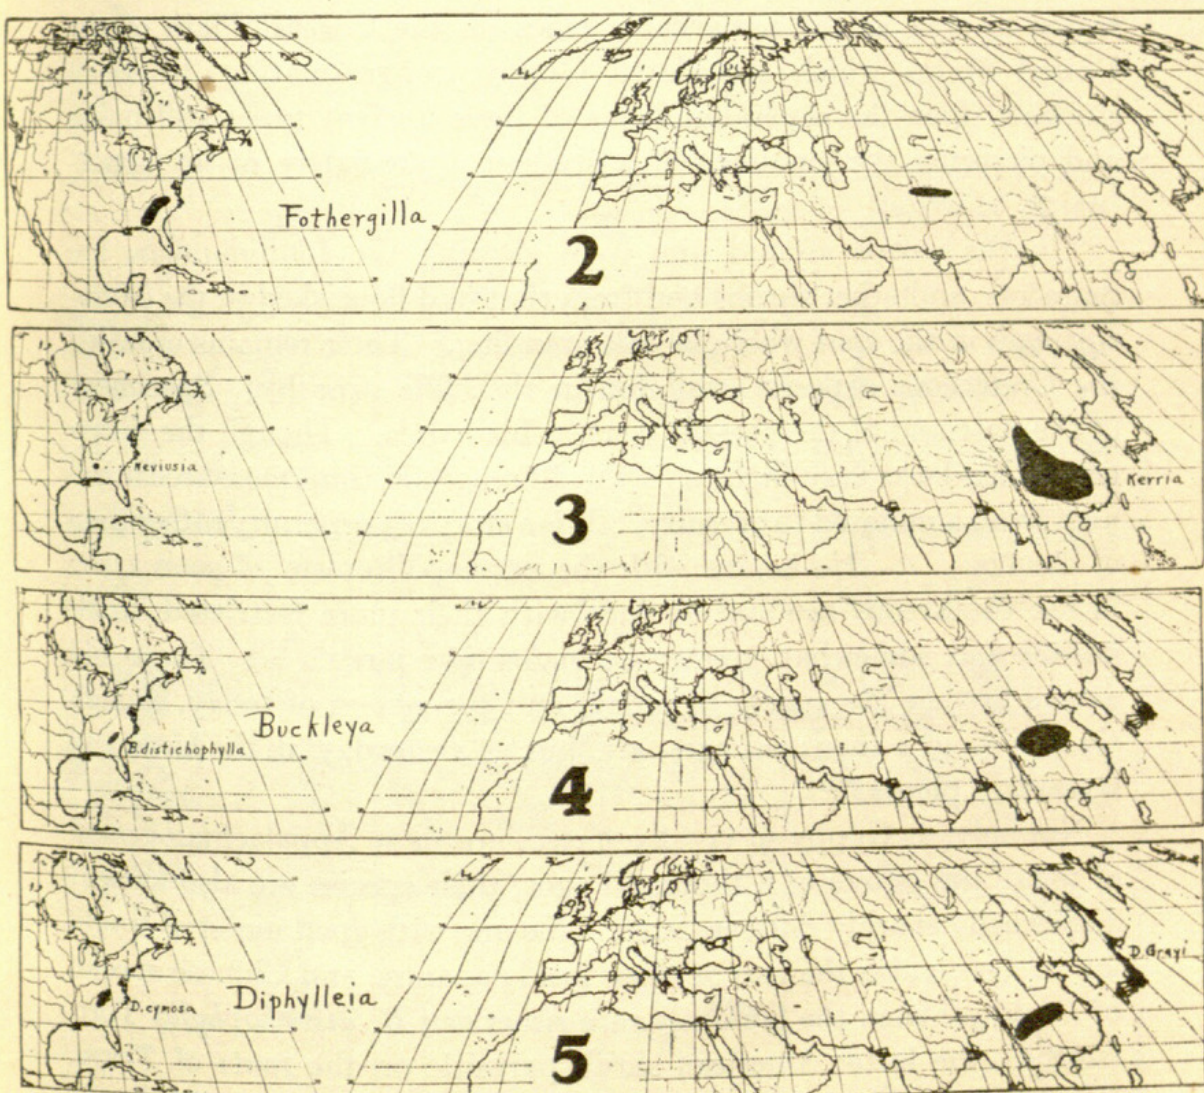 Fothergilla
2
Neviusia
Kerria
3
Buckleya
B. distichophylla
4
D. Grayi
Diphylleia
D. cymosa
5